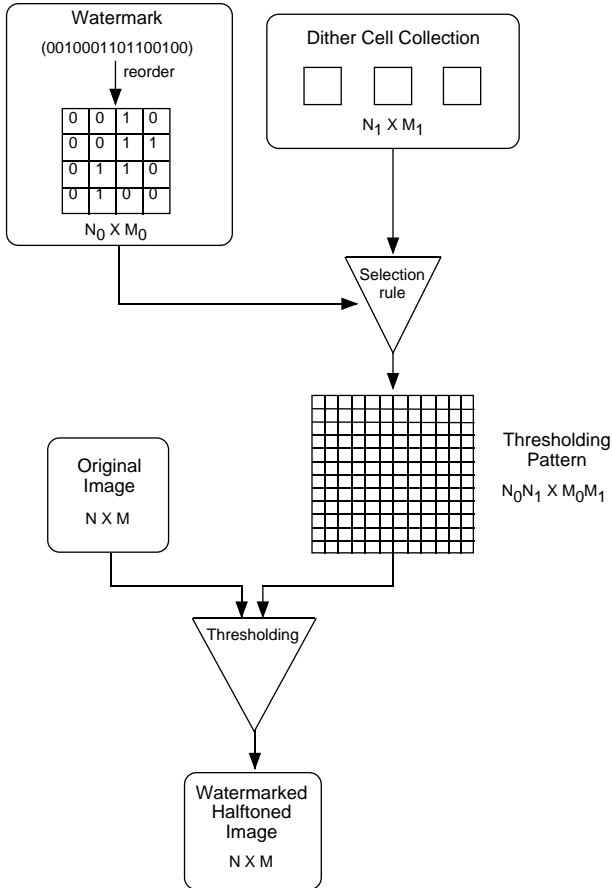 Watermark
(0010001101100100)
reorder
0 0 1 0
0 0 1 1
0 1 1 0
0 1 0 0
N0 X M0
Dither Cell Collection
N1 X M1
Selection
rule
Thresholding
Pattern
N0N1 X M0M1
Original
Image
N X M
Thresholding
Watermarked
Halftoned
Image
N X M